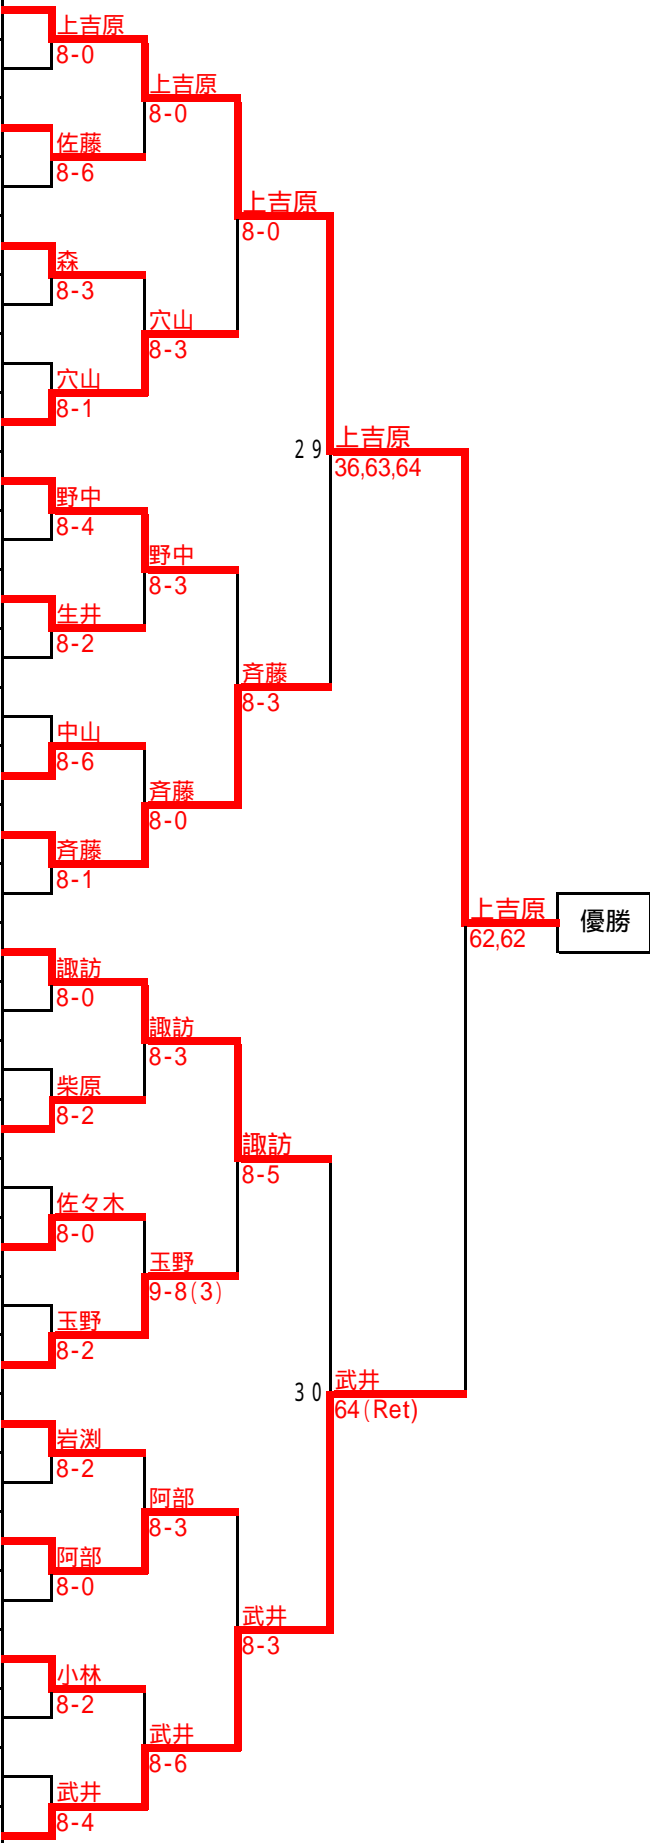 上吉原
8-0
上吉原
8-0
佐藤
8-6
上吉原
8-0
森
8-3
穴山
8-3
穴山
8-1
29
上吉原
36,63,64
野中
8-4
野中
8-3
生井
8-2
斉藤
8-3
中山
8-6
斉藤
8-0
斉藤
8-1
上吉原
62,62
優勝
諏訪
8-0
諏訪
8-3
柴原
8-2
諏訪
8-5
佐々木
8-0
玉野
9-8(3)
玉野
8-2
30
武井
64(Ret)
岩渕
8-2
阿部
8-3
阿部
8-0
武井
8-3
小林
8-2
武井
8-6
武井
8-4